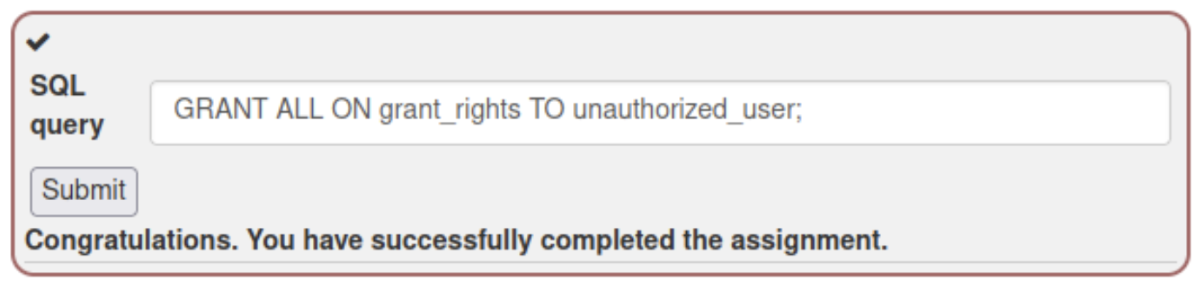 SQL
query
GRANT ALL ON grant_rights TO unauthorized_user;
Submit
Congratulations. You have successfully completed the assignment.